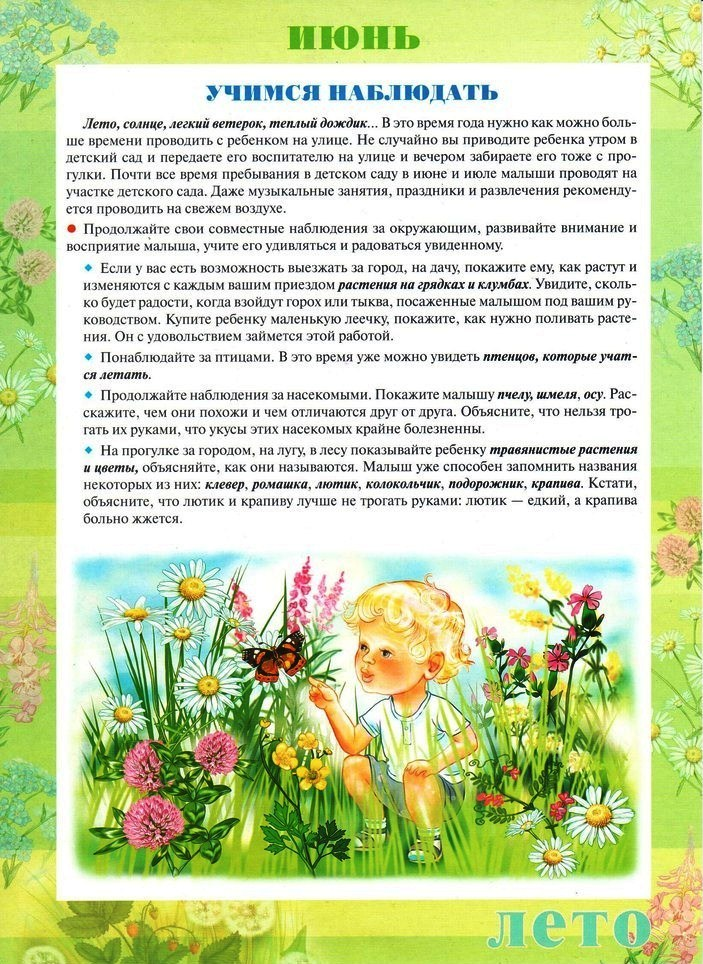 ИЮНЬ
УЧИМСЯ НАБЛЮДАТЬ
Лето, солнце, легкий ветерок, теплый дождик... В это время года нужно как можно боль-
ше времени проводить с ребенком на улице. Не случайно вы приводите ребенка утром в
детский сад и передаете его воспитателю на улице и вечером забираете его тоже с про-
гулки. Почти все время пребывания в детском саду в июне и июле малыши проводят на
участке детского сада. Даже музыкальные занятия, праздники и развлечения рекоменду-
ется проводить на свежем воздухе.
● Продолжайте свои совместные наблюдения за окружающим, развивайте внимание и
восприятие малыша, учите его удивляться и радоваться увиденному.
◆ Если у вас есть возможность выезжать за город, на дачу, покажите ему, как растут и
изменяются с каждым вашим приездом растения на грядках и клумбах. Увидите, сколь-
ко будет радости, когда взойдут горох или тыква, посаженные малышом под вашим ру-
ководством. Купите ребенку маленькую леечку, покажите, как нужно поливать расте-
ния. Он с удовольствием займется этой работой.
◆ Понаблюдайте за птицами. В это время уже можно увидеть птенцов, которые учат-
ся летать.
◆ Продолжайте наблюдения за насекомыми. Покажите малышу пчелу, шмеля, осу. Рас-
скажите, чем они похожи и чем отличаются друг от друга. Объясните, что нельзя тро-
гать их руками, что укусы этих насекомых крайне болезненны.
◆ На прогулке за городом, на лугу, в лесу показывайте ребенку травянистые растения
и цветы, объясняйте, как они называются. Малыш уже способен запомнить названия
некоторых из них: клевер, ромашка, лютик, колокольчик, подорожник, крапива. Кстати,
объясните, что лютик и крапиву лучше не трогать руками: лютик — едкий, а крапива
больно жжется.
лето